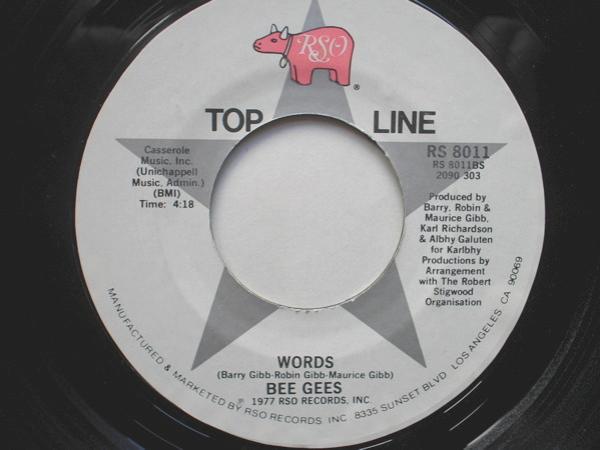 RSO
®
TOP LINE
Casserole
Music, Inc.
(Unichappell
Music, Admin.)
(BMI)
Time: 4:18
RS 8011
RS 8011BS
2090 303
Produced by
Barry, Robin &
Maurice Gibb,
Karl Richardson
& Albhy Galuten
for Karlbhy
Productions by
Arrangement
with The Robert
Stigwood
Organisation
WORDS
(Barry Gibb-Robin Gibb-Maurice Gibb)
BEE GEES
℗ 1977 RSO RECORDS, INC.
MANUFACTURED & MARKETED BY RSO RECORDS INC 8335 SUNSET BLVD LOS ANGELES CA 90069